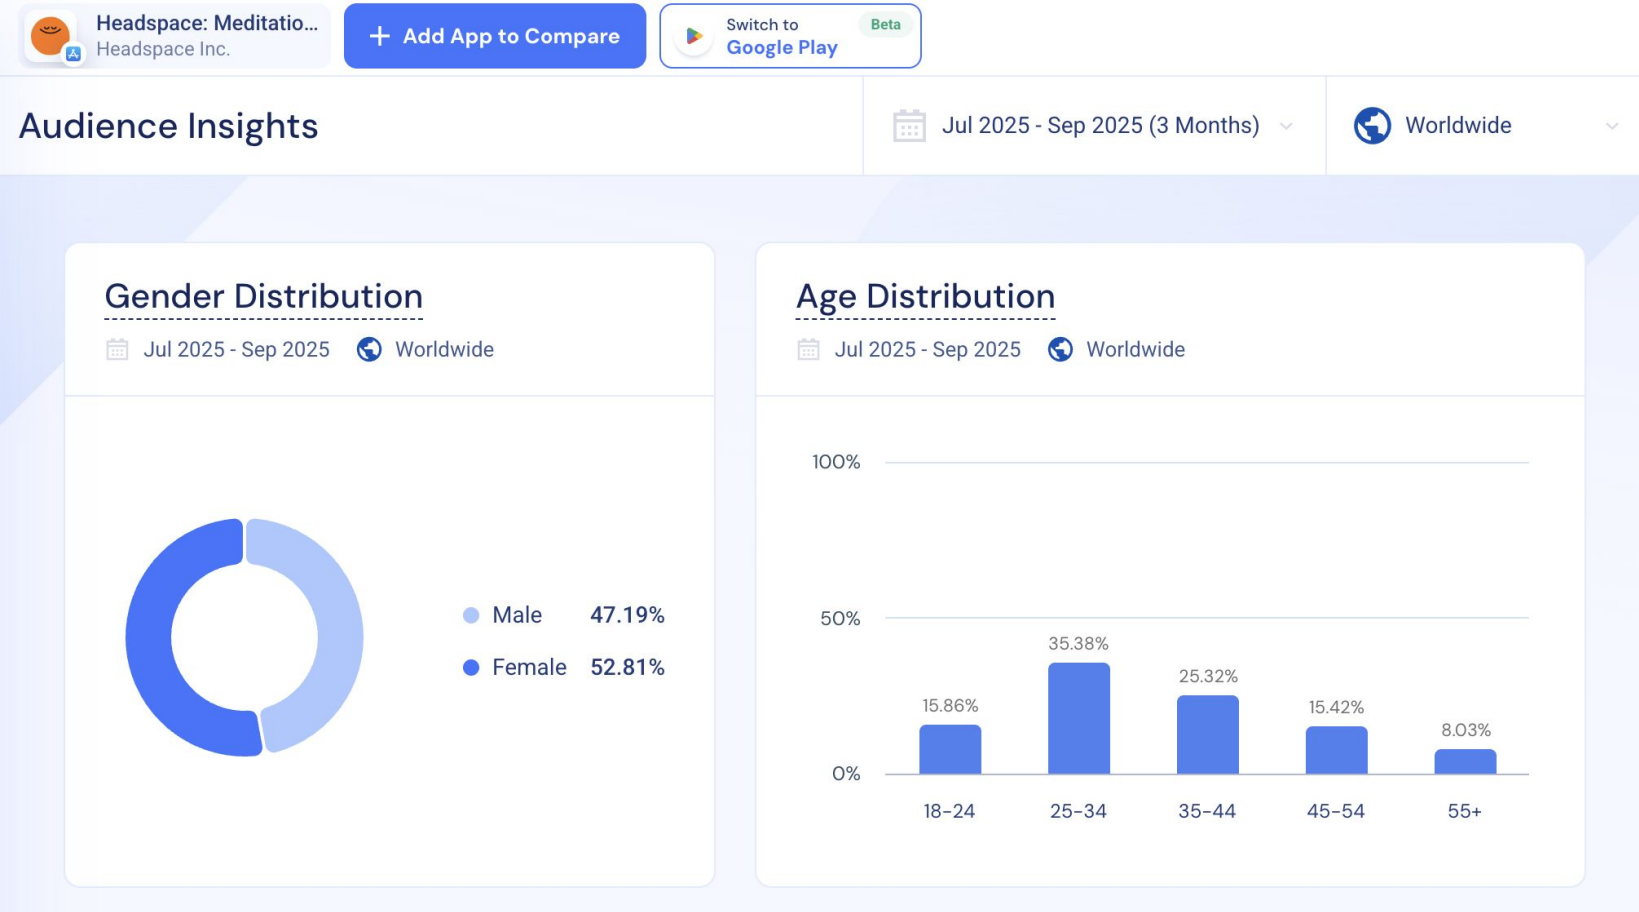 Headspace: Meditatio...
Headspace Inc.
+ Add App to Compare
Switch to
Google Play
Beta
Audience Insights
Jul 2025 - Sep 2025 (3 Months)
Worldwide
Gender Distribution
Jul 2025 - Sep 2025
Worldwide
Male 47.19%
Female 52.81%
Age Distribution
Jul 2025 - Sep 2025
Worldwide
100%
50%
0%
15.86%
35.38%
25.32%
15.42%
8.03%
18-24
25-34
35-44
45-54
55+